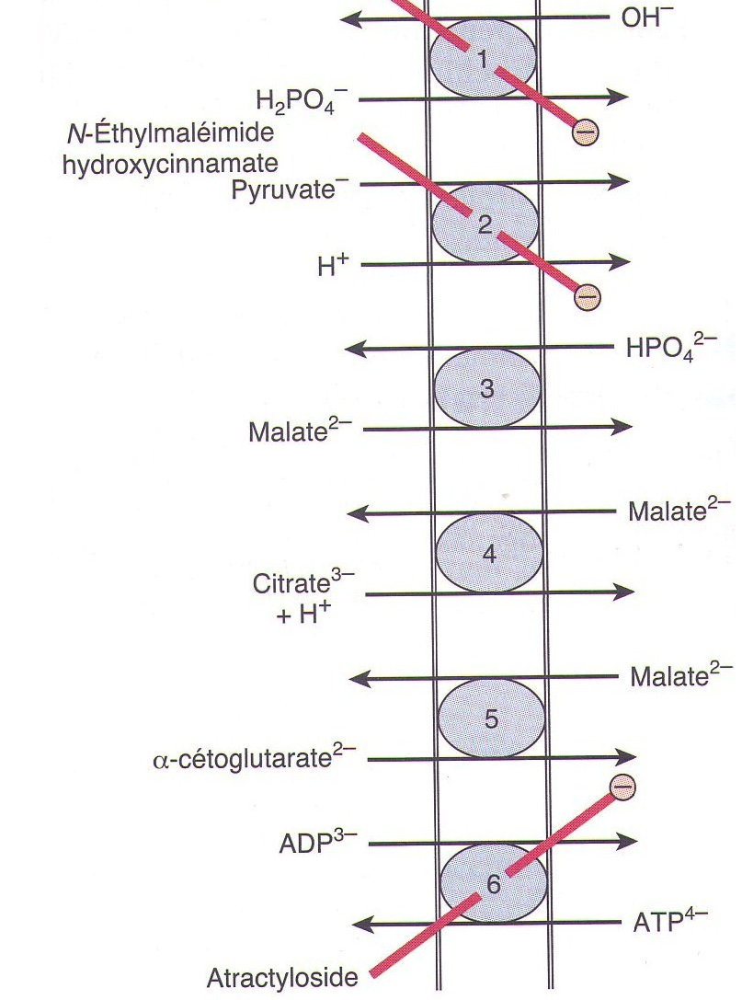 OH⁻
1
H₂PO₄⁻
N-Éthylmaléimide
hydroxycinnamate
Pyruvate⁻
2
H⁺
HPO₄²⁻
3
Malate²⁻
Malate²⁻
4
Citrate³⁻
+ H⁺
Malate²⁻
5
α-cétoglutarate²⁻
ADP³⁻
6
ATP⁴⁻
Atractyloside